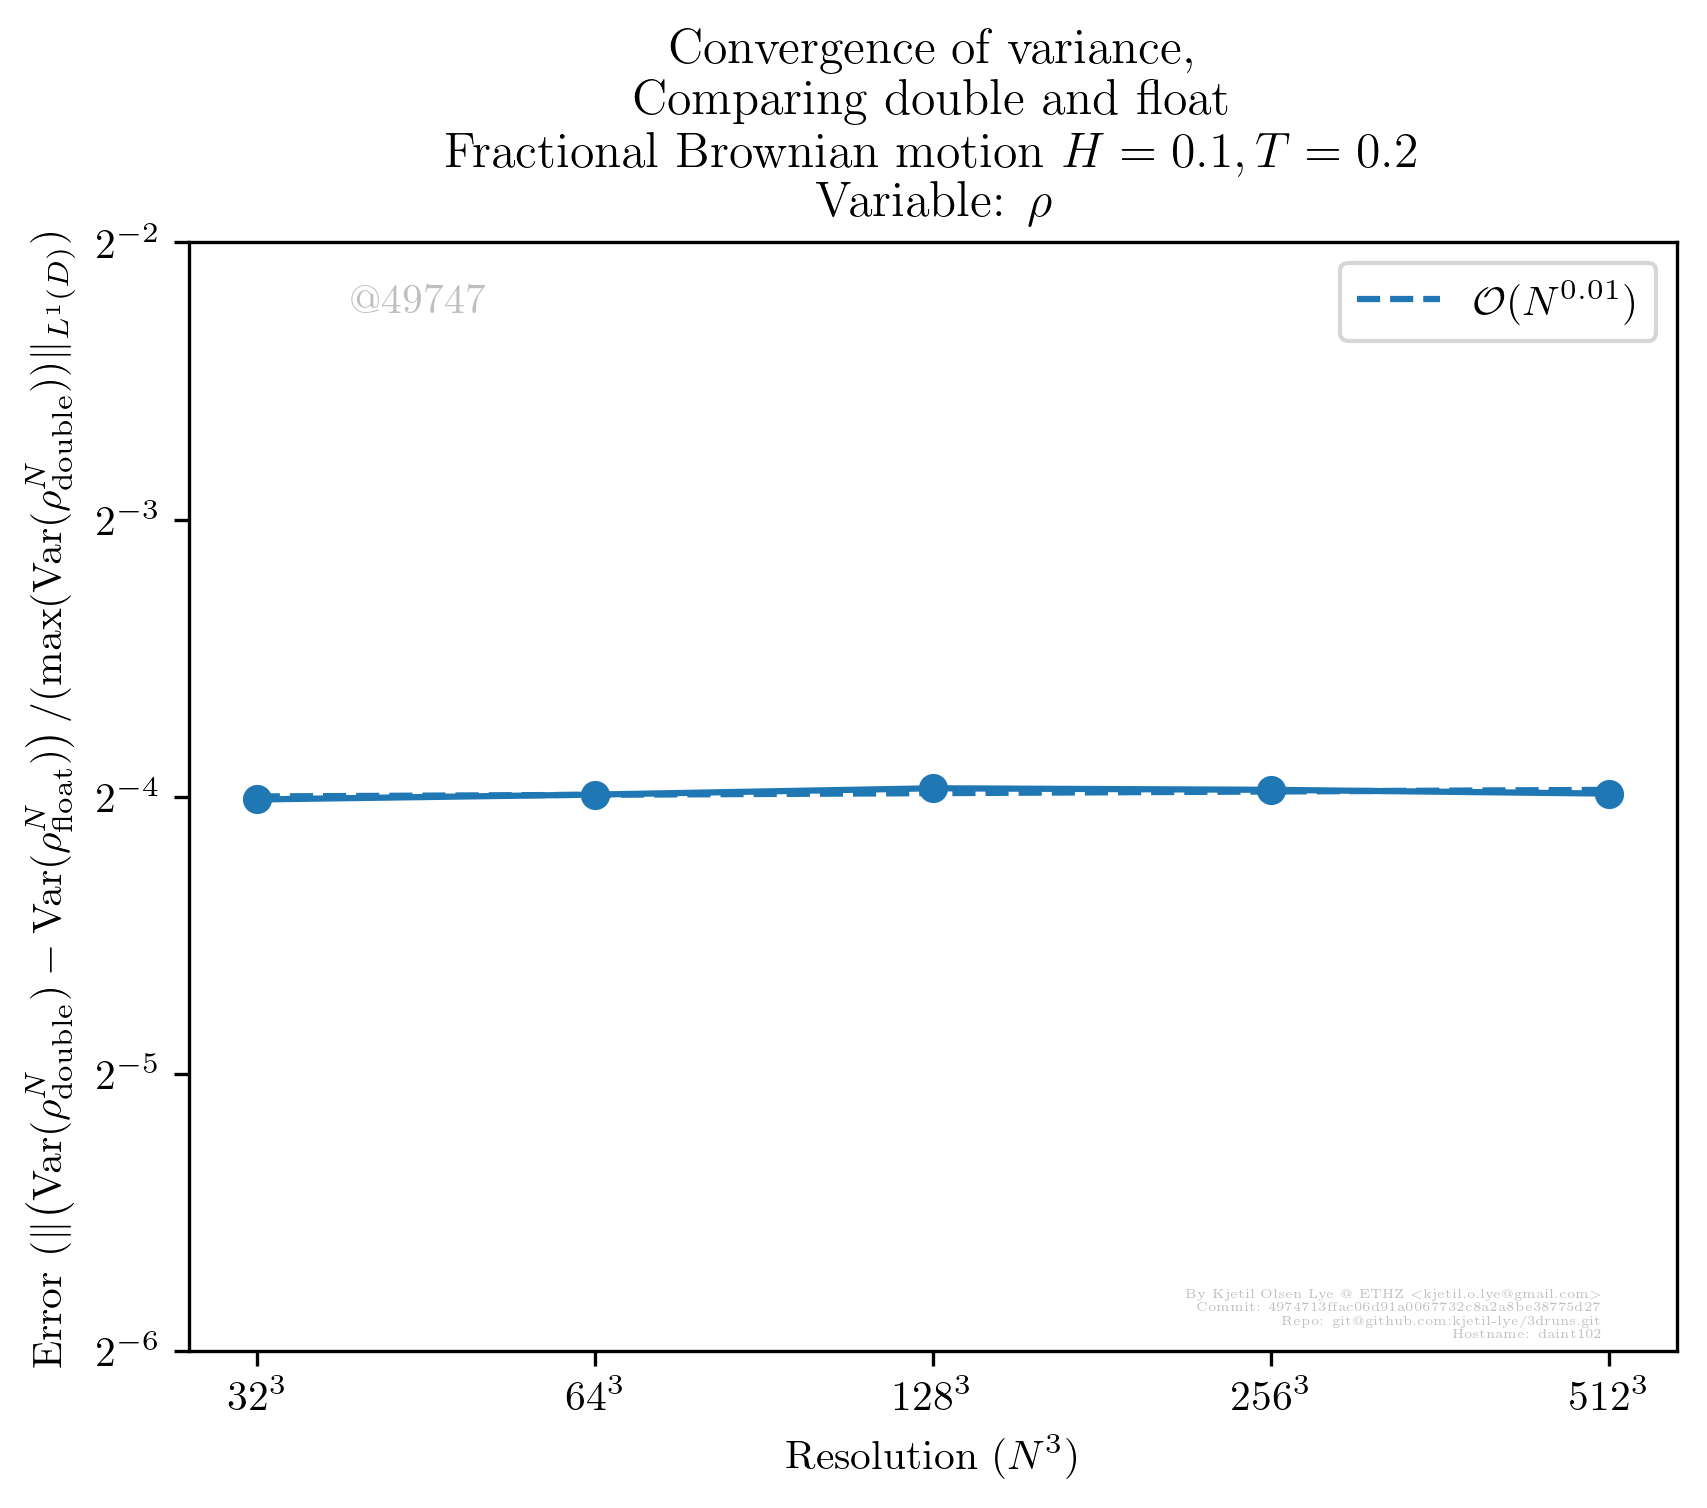 Convergence of variance,
Comparing double and float
Fractional Brownian motion H = 0.1, T = 0.2
Variable: ρ
Error (||(Var(ρ^N_double) − Var(ρ^N_float)) /(max(Var(ρ^N_double))||_{L^1(D)})
2^−2
2^−3
2^−4
2^−5
2^−6
@49747
𝒪(N^0.01)
By Kjetil Olsen Lye @ ETHZ <kjetil.o.lye@gmail.com>
Commit: 4974713ffac06d91a0067732c8a2a8be38775d27
Repo: git@github.com:kjetil-lye/3druns.git
Hostname: daint102
32^3 64^3 128^3 256^3 512^3
Resolution (N^3)